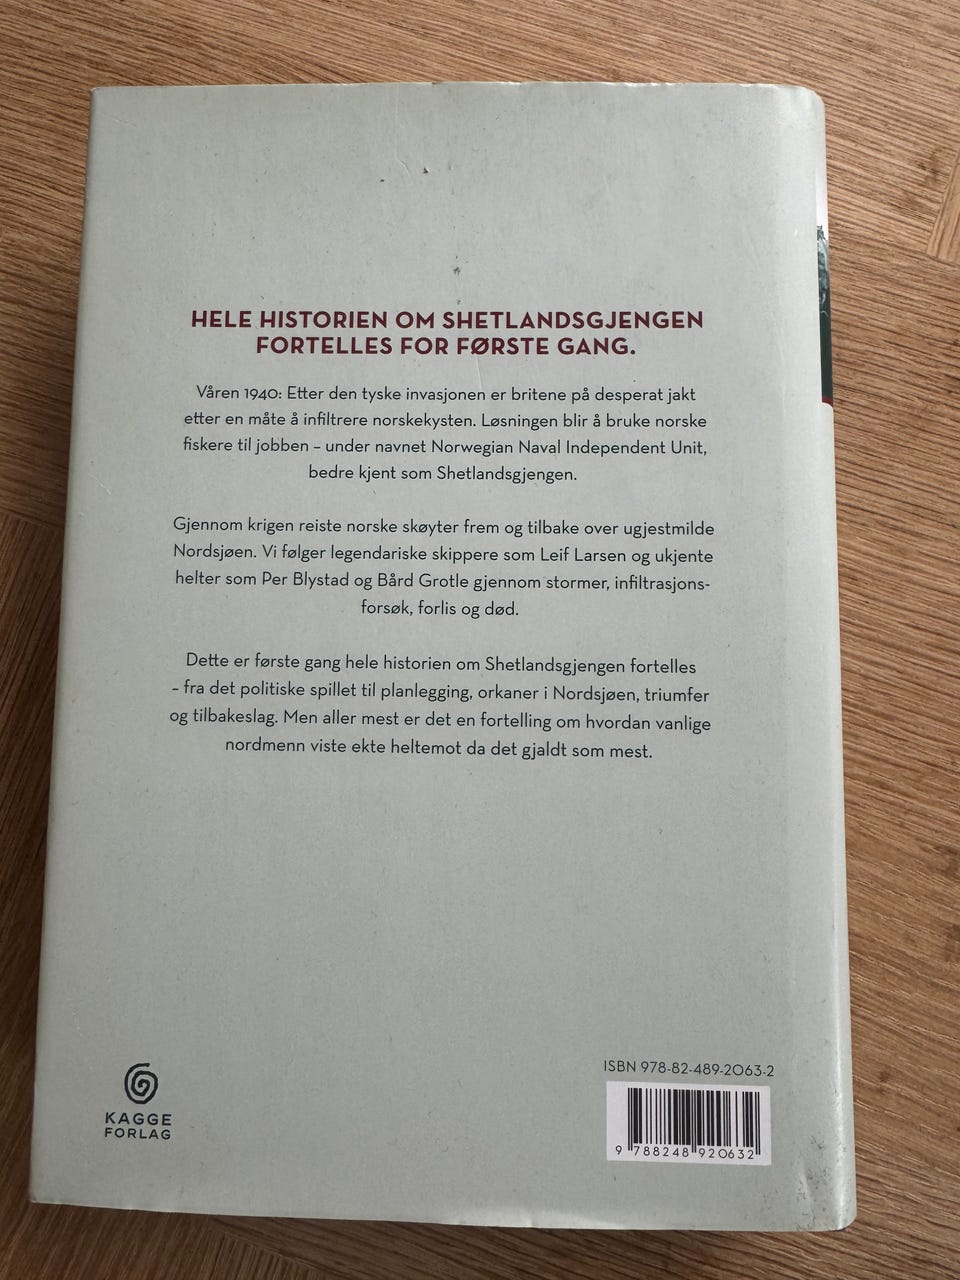 HELE HISTORIEN OM SHETLANDSGJENGEN
FORTELLES FOR FØRSTE GANG.
Våren 1940: Etter den tyske invasjonen er britene på desperat jakt
etter en måte å infiltrere norskekysten. Løsningen blir å bruke norske
fiskere til jobben – under navnet Norwegian Naval Independent Unit,
bedre kjent som Shetlandsgjengen.
Gjennom krigen reiste norske skøyter frem og tilbake over ugjestmilde
Nordsjøen. Vi følger legendariske skippere som Leif Larsen og ukjente
helter som Per Blystad og Bård Grotle gjennom stormer, infiltrasjons-
forsøk, forlis og død.
Dette er første gang hele historien om Shetlandsgjengen fortelles
– fra det politiske spillet til planlegging, orkaner i Nordsjøen, triumfer
og tilbakeslag. Men aller mest er det en fortelling om hvordan vanlige
nordmenn viste ekte heltemot da det gjaldt som mest.
KAGGE
FORLAG
ISBN 978-82-489-2063-2
9 788248 920632